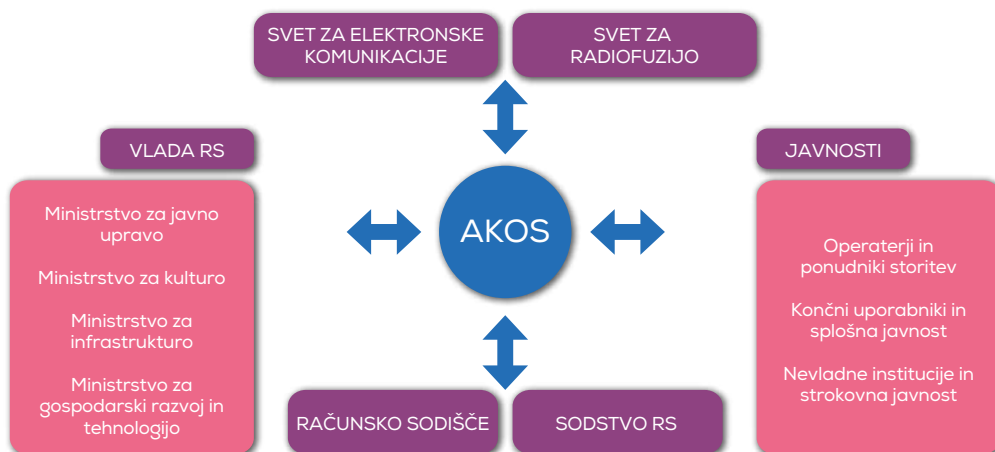 SVET ZA ELEKTRONSKE
KOMUNIKACIJE
SVET ZA
RADIOFUZIJO
VLADA RS
Ministrstvo za javno
upravo
Ministrstvo za kulturo
Ministrstvo za
infrastrukturo
Ministrstvo za
gospodarski razvoj in
tehnologijo
AKOS
JAVNOSTI
Operaterji in
ponudniki storitev
Končni uporabniki in
splošna javnost
Nevladne institucije in
strokovna javnost
RAČUNSKO SODIŠČE
SODSTVO RS